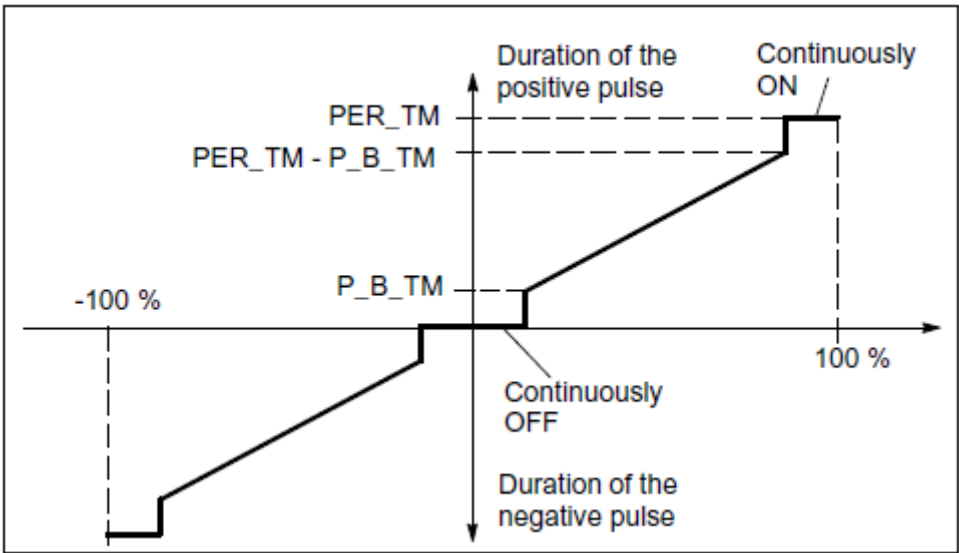 Duration of the
positive pulse
Continuously
ON
PER_TM
PER_TM - P_B_TM
P_B_TM
-100 %
100 %
Continuously
OFF
Duration of the
negative pulse